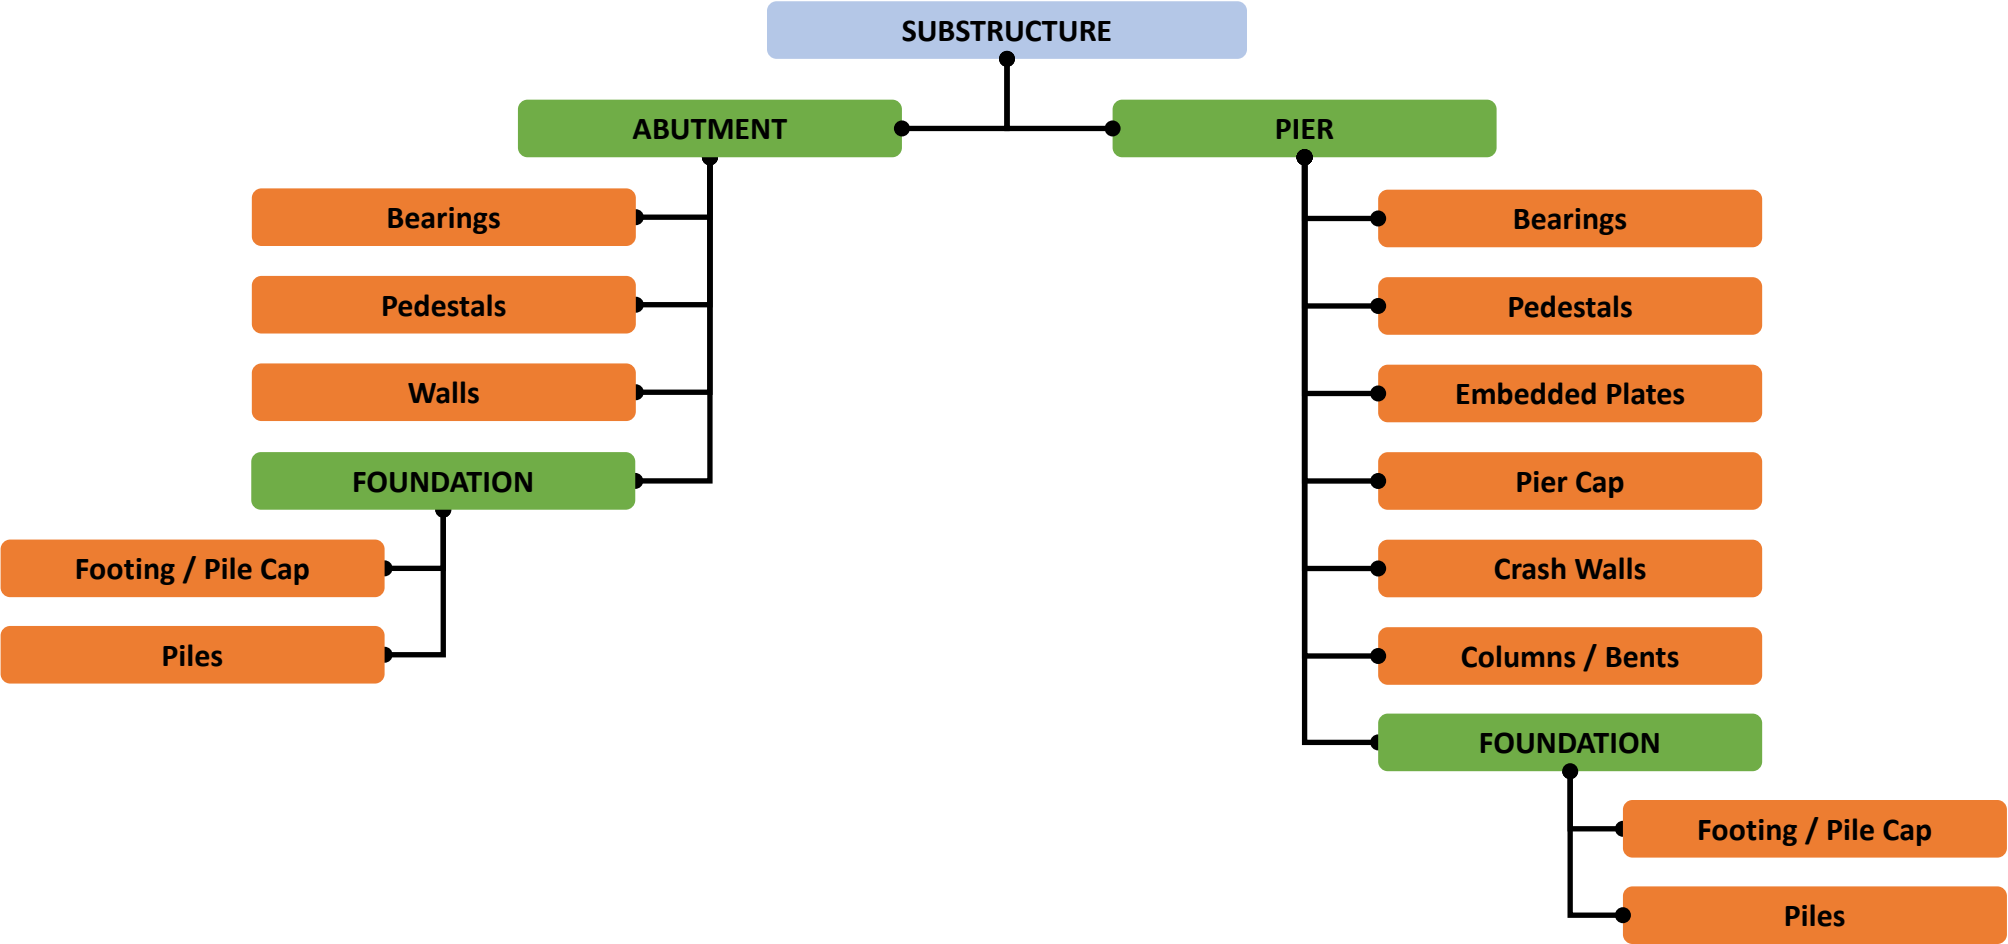 SUBSTRUCTURE
ABUTMENT
PIER
Bearings
Pedestals
Walls
FOUNDATION
Footing / Pile Cap
Piles
Bearings
Pedestals
Embedded Plates
Pier Cap
Crash Walls
Columns / Bents
FOUNDATION
Footing / Pile Cap
Piles